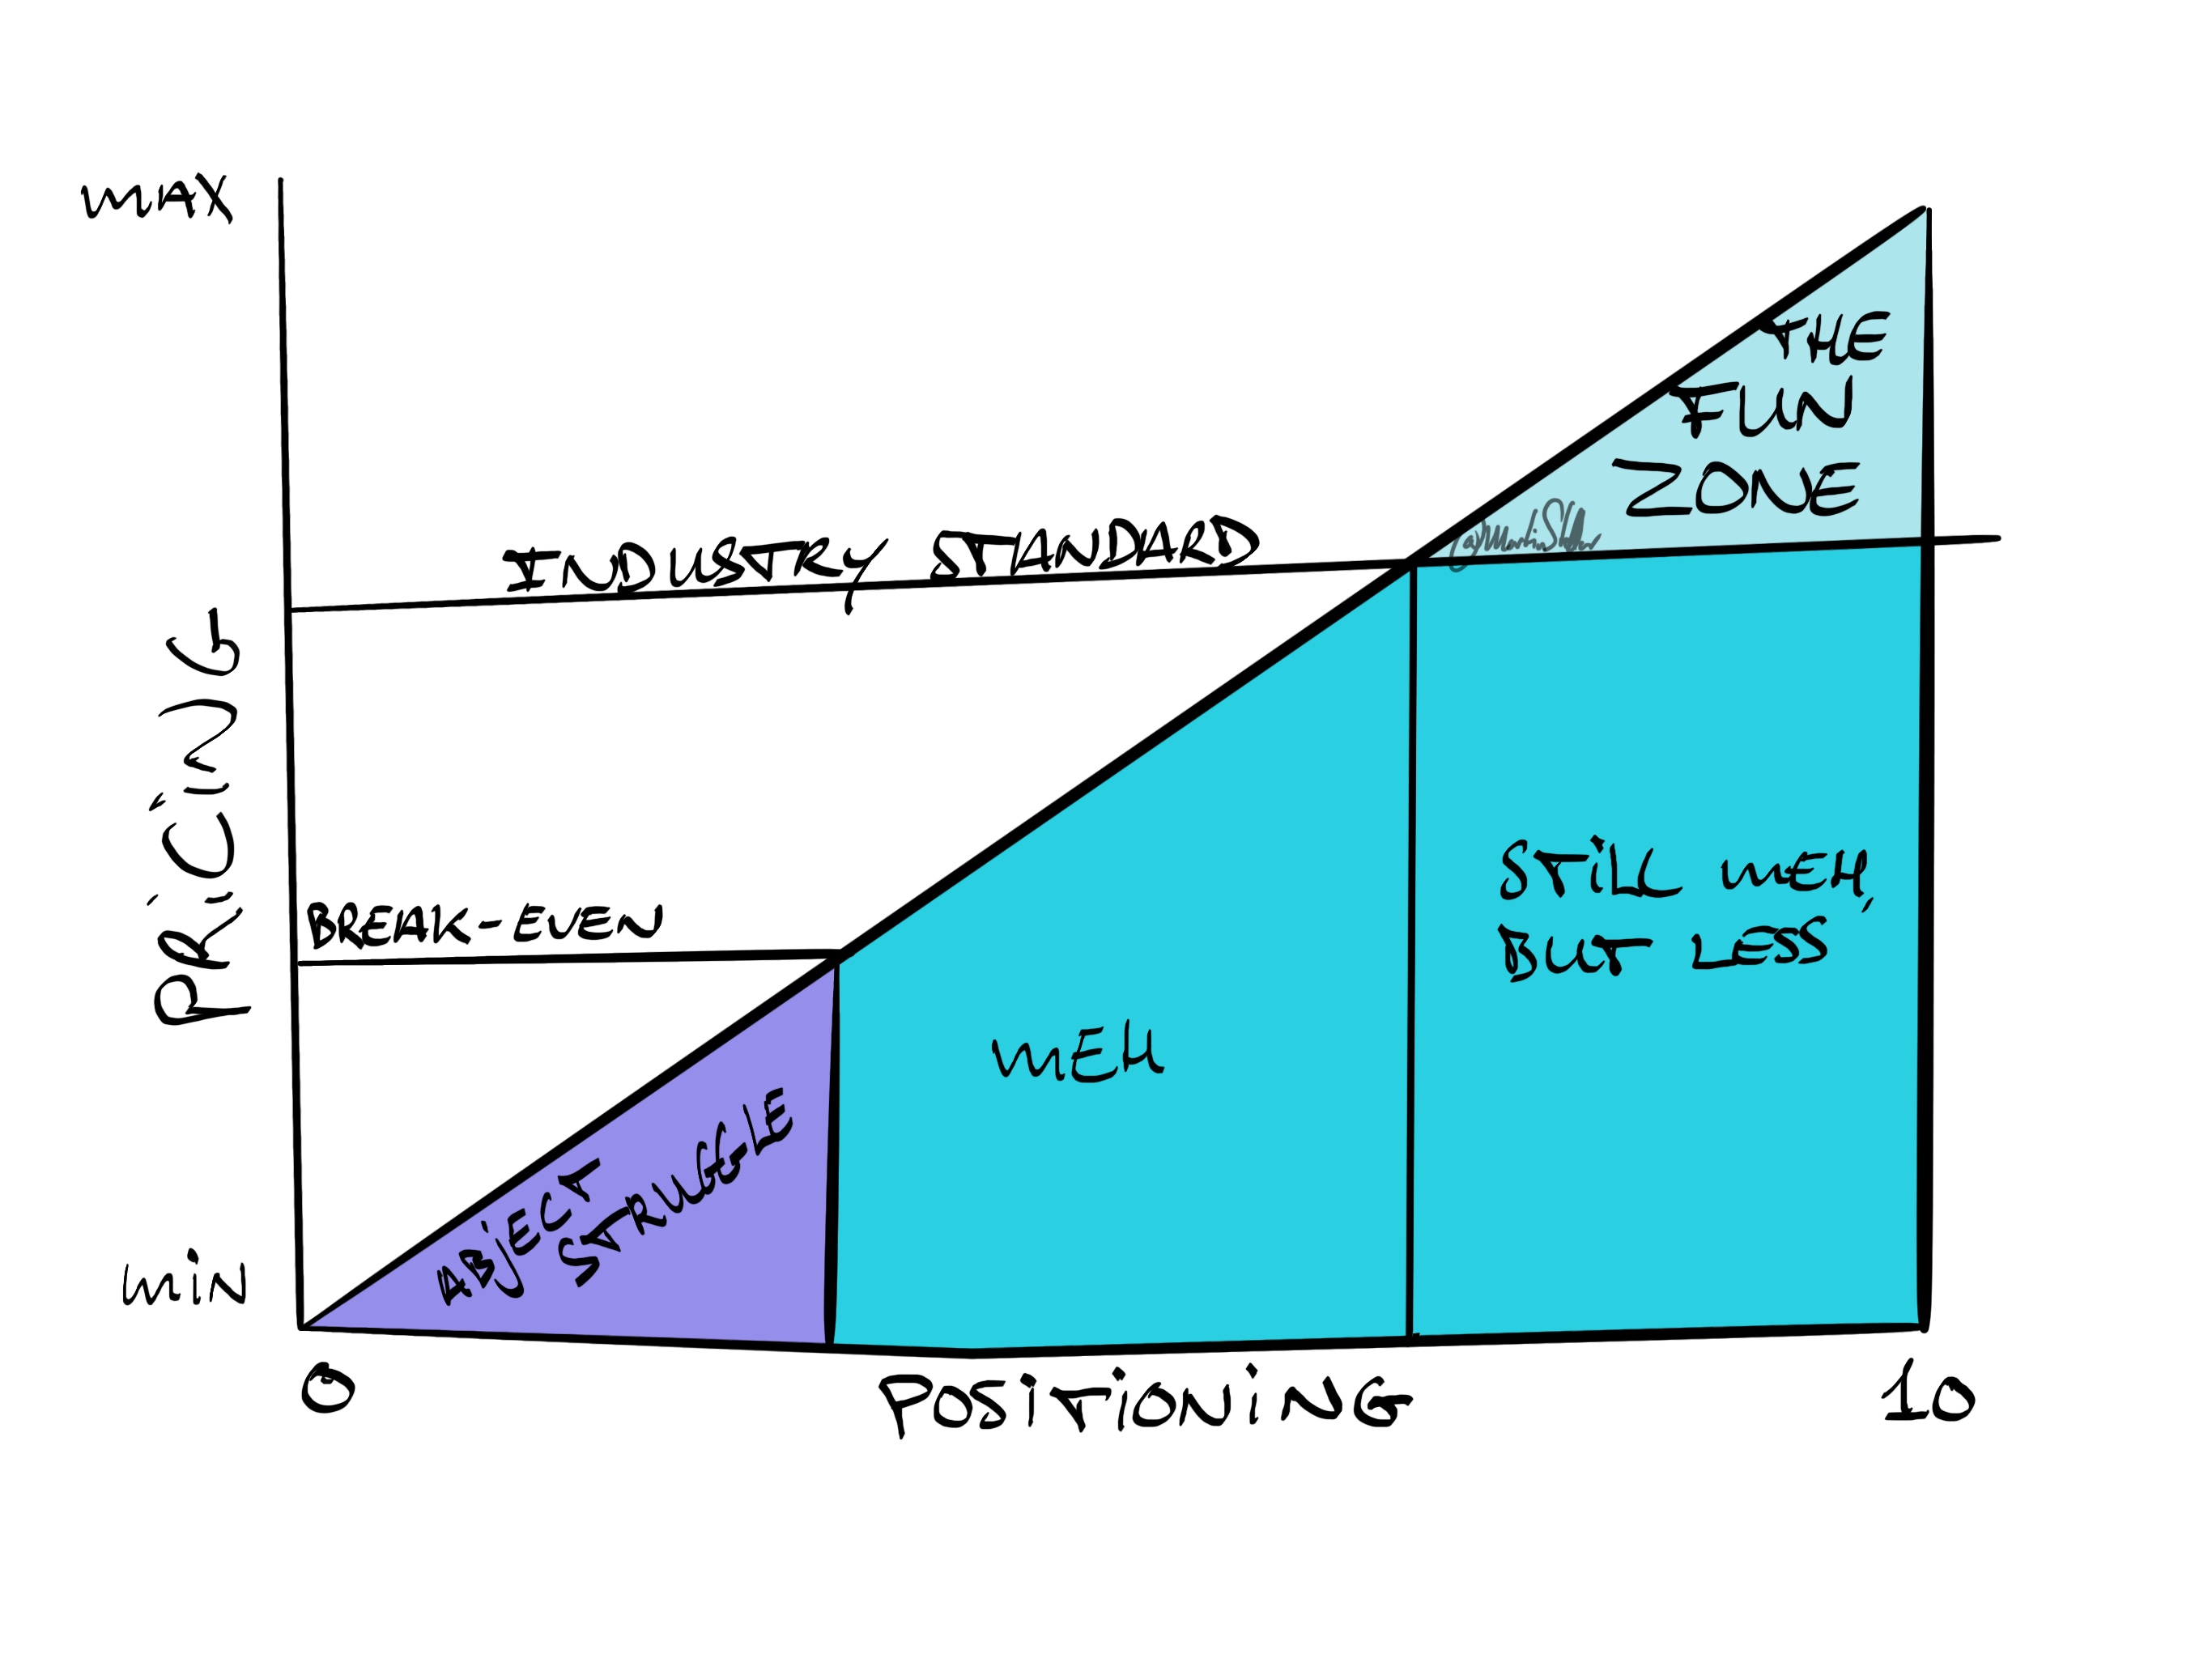 MAX
THE
FUN
ZONE
INDUSTRY STANDARD
PRiCiNG
STiLL MEH,
BUT LESS
BREAK-EVEN
MEH
ABJECT
STRUGGLE
MiN
0
POSiTiONiNG
10